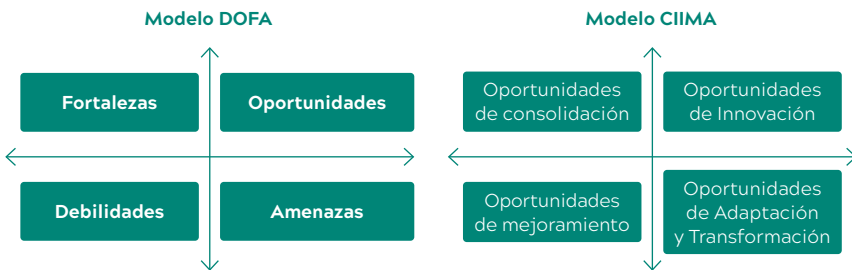 Modelo DOFA
Fortalezas
Oportunidades
Debilidades
Amenazas
Modelo CIIMA
Oportunidades
de consolidación
Oportunidades
de Innovación
Oportunidades
de mejoramiento
Oportunidades
de Adaptación
y Transformación